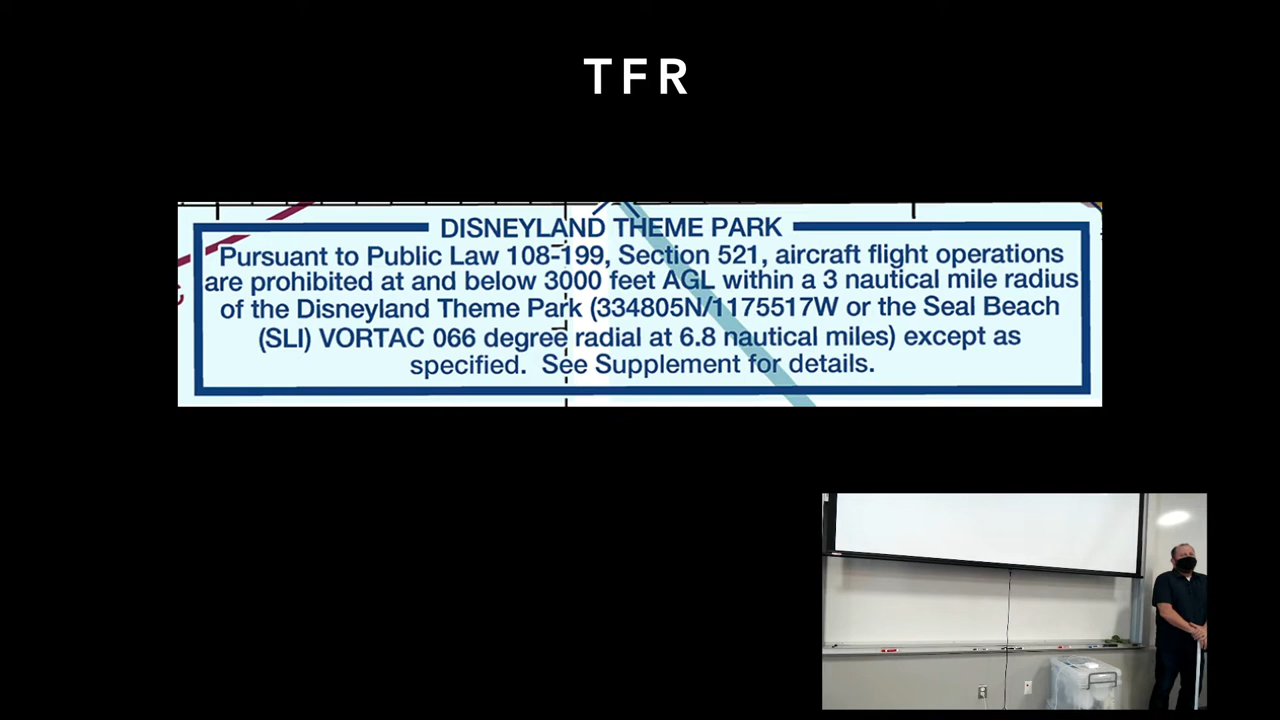 TFR
DISNEYLAND THEME PARK
Pursuant to Public Law 108-199, Section 521, aircraft flight operations
are prohibited at and below 3000 feet AGL within a 3 nautical mile radius
of the Disneyland Theme Park (334805N/1175517W or the Seal Beach
(SLI) VORTAC 066 degree radial at 6.8 nautical miles) except as
specified. See Supplement for details.